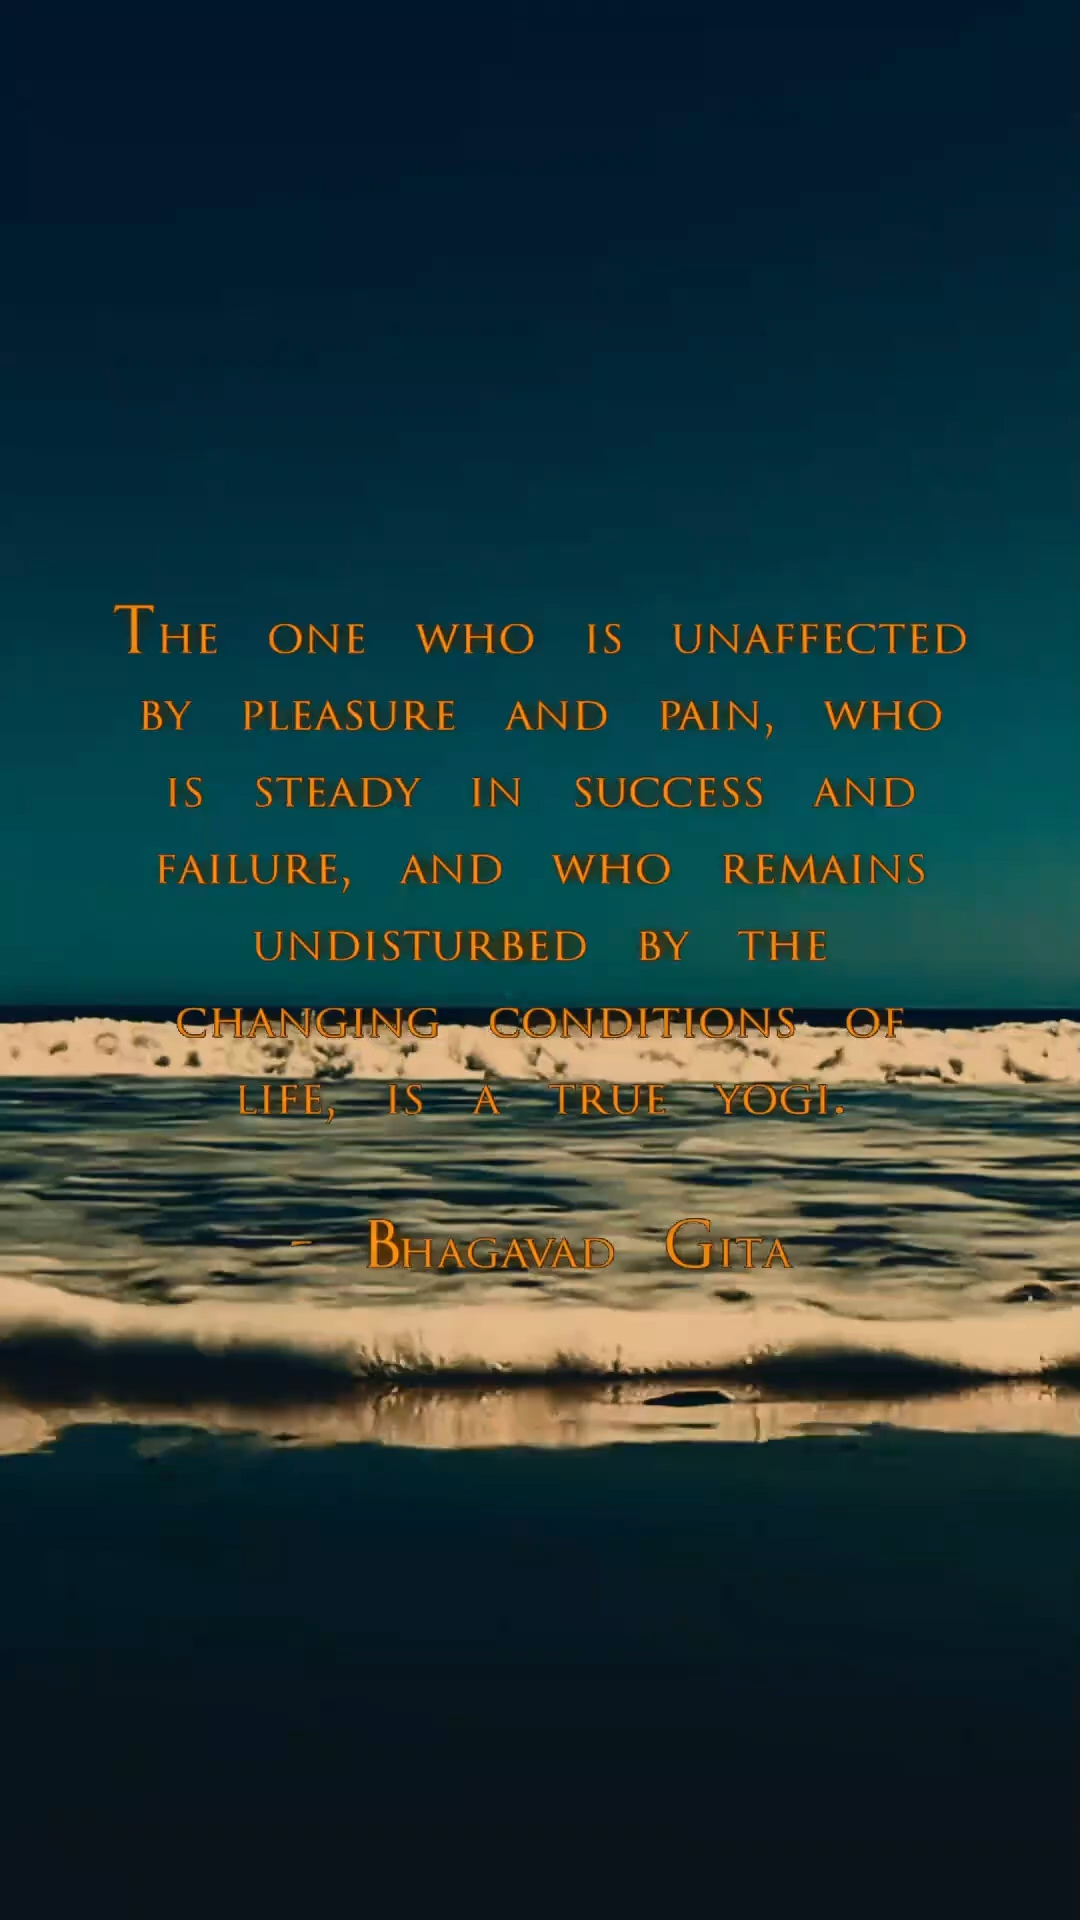 The one who is unaffected
by pleasure and pain, who
is steady in success and
failure, and who remains
undisturbed by the
changing conditions of
life, is a true yogi.
- Bhagavad Gita